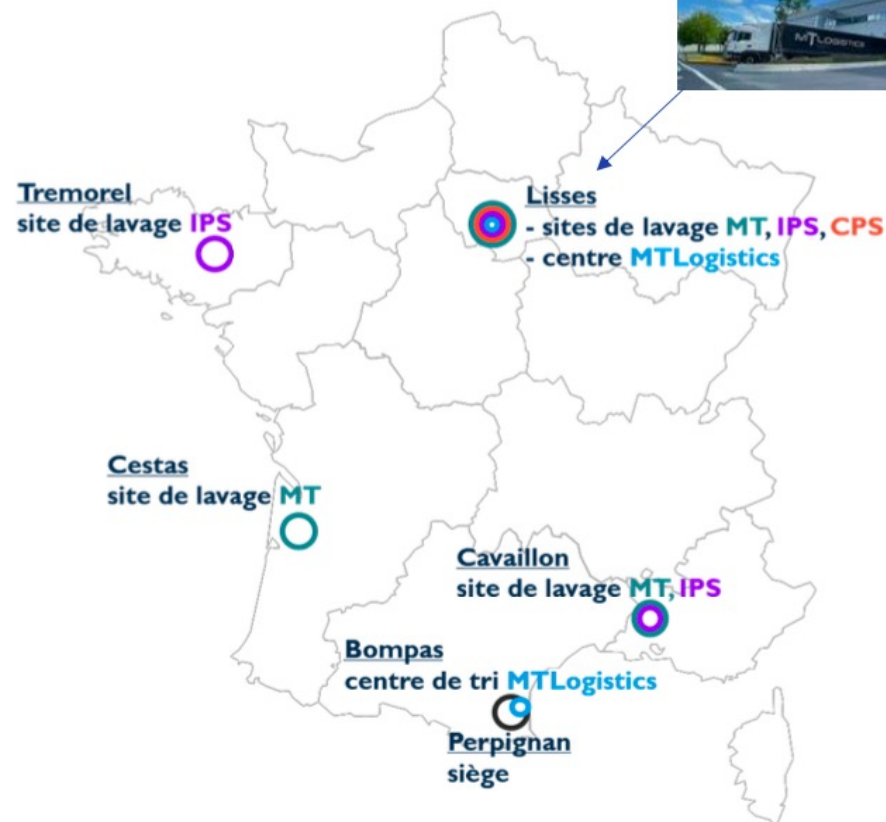 MTLOGISTICS
Tremorel
site de lavage IPS
Lisses
- sites de lavage MT, IPS, CPS
- centre MTLogistics
Cestas
site de lavage MT
Cavaillon
site de lavage MT, IPS
Bompas
centre de tri MTLogistics
Perpignan
siège